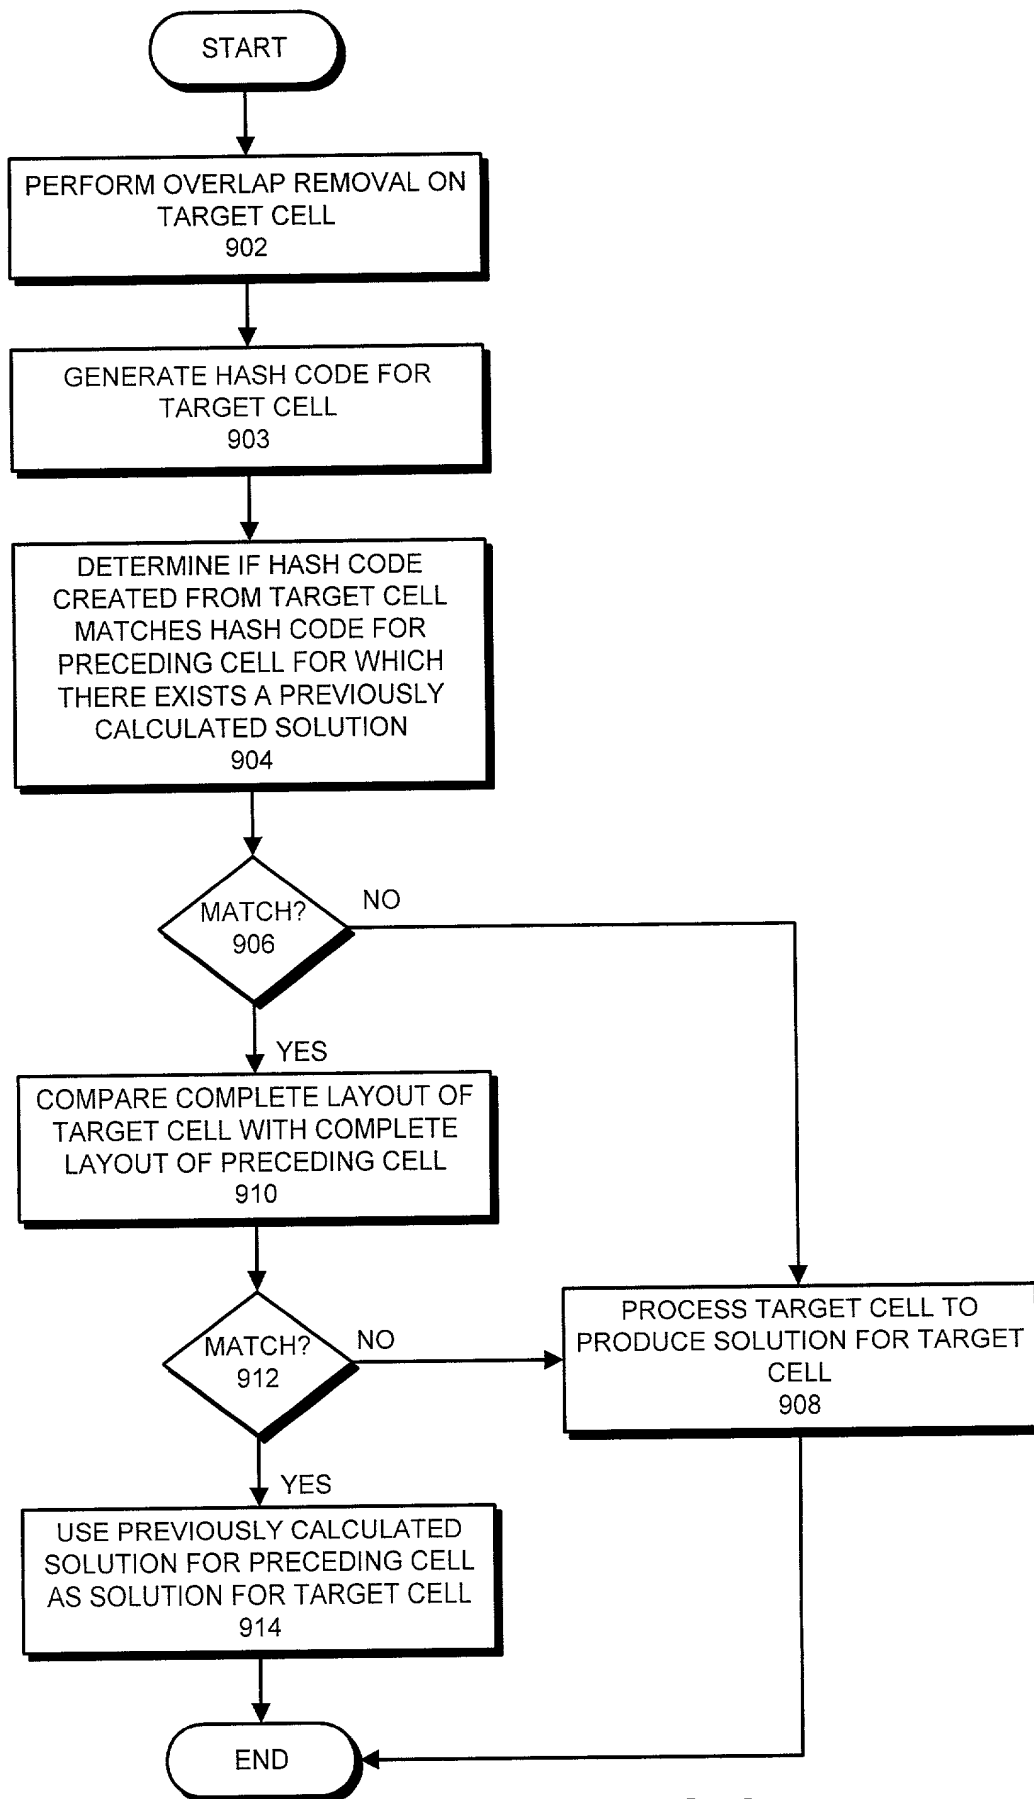 START
PERFORM OVERLAP REMOVAL ON
TARGET CELL
902
GENERATE HASH CODE FOR
TARGET CELL
903
DETERMINE IF HASH CODE
CREATED FROM TARGET CELL
MATCHES HASH CODE FOR
PRECEDING CELL FOR WHICH
THERE EXISTS A PREVIOUSLY
CALCULATED SOLUTION
904
MATCH?
906
NO
YES
COMPARE COMPLETE LAYOUT OF
TARGET CELL WITH COMPLETE
LAYOUT OF PRECEDING CELL
910
MATCH?
912
NO
PROCESS TARGET CELL TO
PRODUCE SOLUTION FOR TARGET
CELL
908
YES
USE PREVIOUSLY CALCULATED
SOLUTION FOR PRECEDING CELL
AS SOLUTION FOR TARGET CELL
914
END